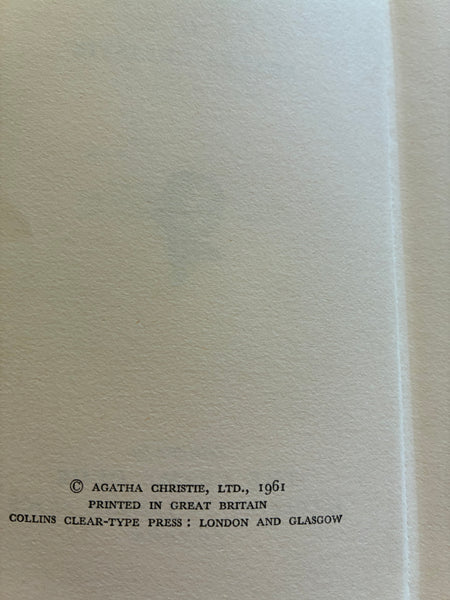 © AGATHA CHRISTIE, LTD., 1961
PRINTED IN GREAT BRITAIN
COLLINS CLEAR-TYPE PRESS : LONDON AND GLASGOW